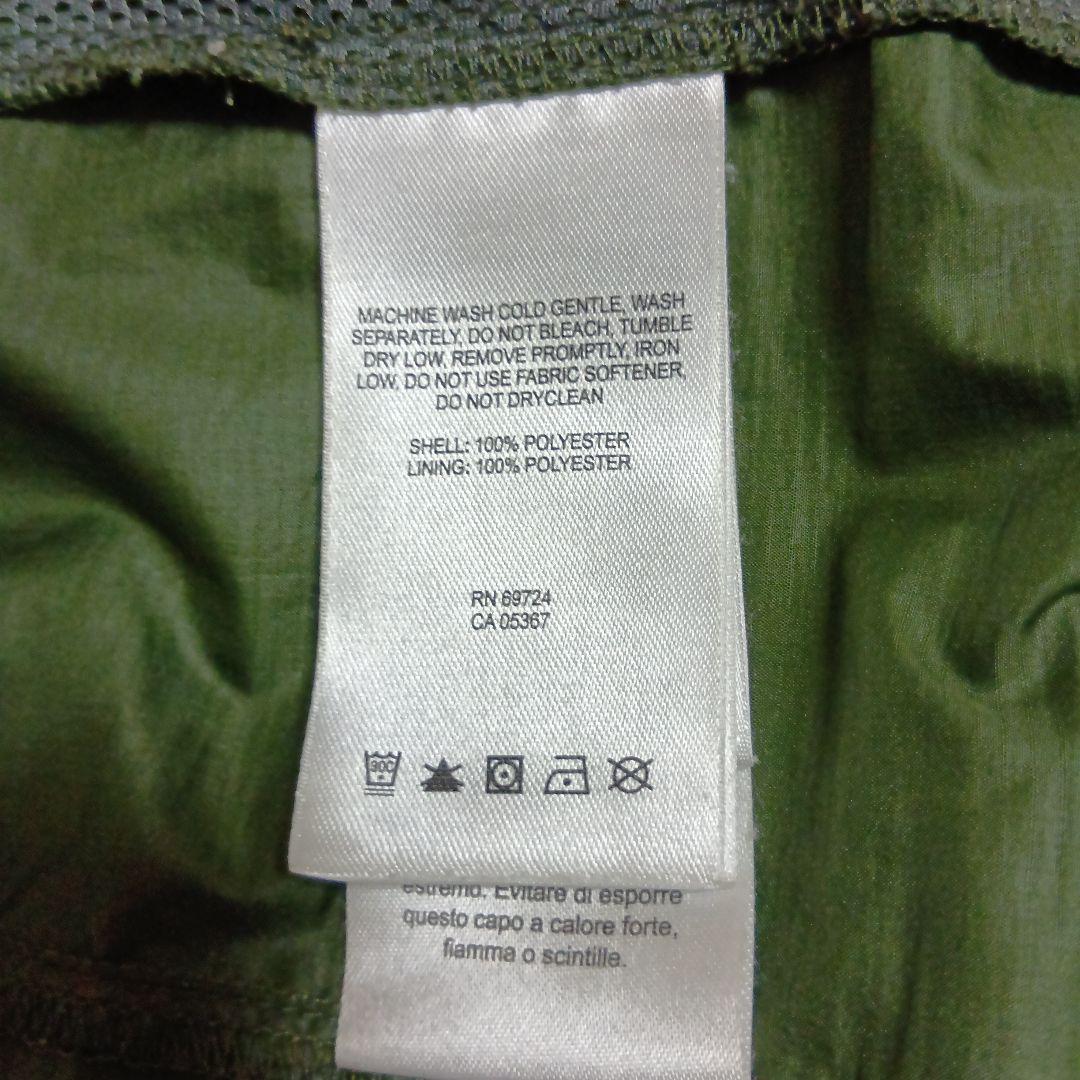 MACHINE WASH COLD GENTLE, WASH
SEPARATELY, DO NOT BLEACH, TUMBLE
DRY LOW, REMOVE PROMPTLY, IRON
LOW, DO NOT USE FABRIC SOFTENER,
DO NOT DRYCLEAN
SHELL: 100% POLYESTER
LINING: 100% POLYESTER
RN 69724
CA 05367
30C
estremo. Evitare di esporre
questo capo a calore forte,
fiamma o scintille.